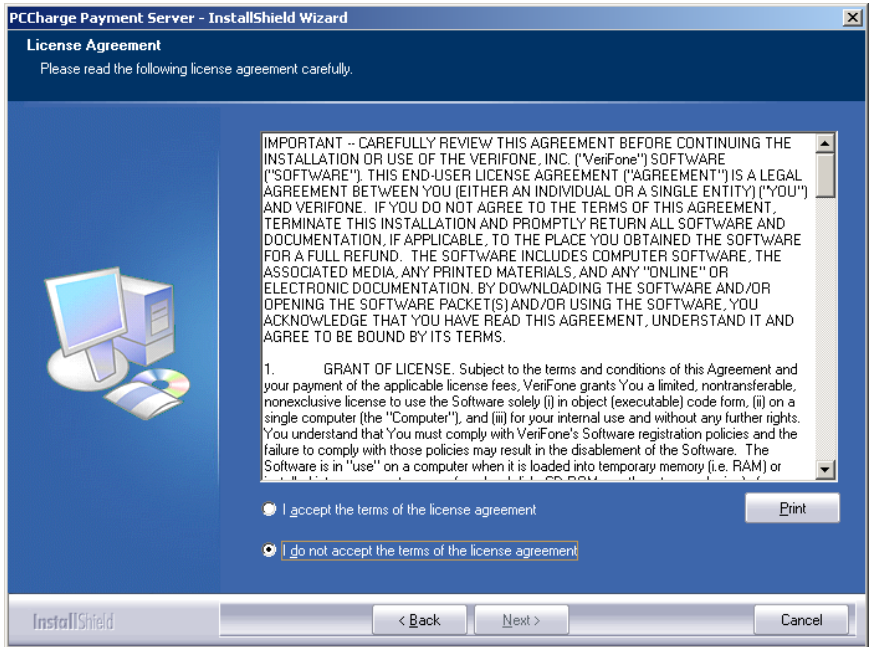 PCCharge Payment Server - InstallShield Wizard
License Agreement
Please read the following license agreement carefully.
IMPORTANT -- CAREFULLY REVIEW THIS AGREEMENT BEFORE CONTINUING THE
INSTALLATION OR USE OF THE VERIFONE, INC. ("VeriFone") SOFTWARE
("SOFTWARE"). THIS END-USER LICENSE AGREEMENT ("AGREEMENT") IS A LEGAL
AGREEMENT BETWEEN YOU (EITHER AN INDIVIDUAL OR A SINGLE ENTITY) ("YOU")
AND VERIFONE.  IF YOU DO NOT AGREE TO THE TERMS OF THIS AGREEMENT,
TERMINATE THIS INSTALLATION AND PROMPTLY RETURN ALL SOFTWARE AND
DOCUMENTATION, IF APPLICABLE, TO THE PLACE YOU OBTAINED THE SOFTWARE
FOR A FULL REFUND.  THE SOFTWARE INCLUDES COMPUTER SOFTWARE, THE
ASSOCIATED MEDIA, ANY PRINTED MATERIALS, AND ANY "ONLINE" OR
ELECTRONIC DOCUMENTATION. BY DOWNLOADING THE SOFTWARE AND/OR
OPENING THE SOFTWARE PACKET(S) AND/OR USING THE SOFTWARE, YOU
ACKNOWLEDGE THAT YOU HAVE READ THIS AGREEMENT, UNDERSTAND IT AND
AGREE TO BE BOUND BY ITS TERMS.
1. GRANT OF LICENSE. Subject to the terms and conditions of this Agreement and
your payment of the applicable license fees, VeriFone grants You a limited, nontransferable,
nonexclusive license to use the Software solely (i) in object (executable) code form, (ii) on a
single computer (the "Computer"), and (iii) for your internal use and without any further rights.
You understand that You must comply with VeriFone's Software registration policies and the
failure to comply with those policies may result in the disablement of the Software.  The
Software is in "use" on a computer when it is loaded into temporary memory (i.e. RAM) or
I accept the terms of the license agreement
Print
I do not accept the terms of the license agreement
InstallShield
< Back
Next >
Cancel